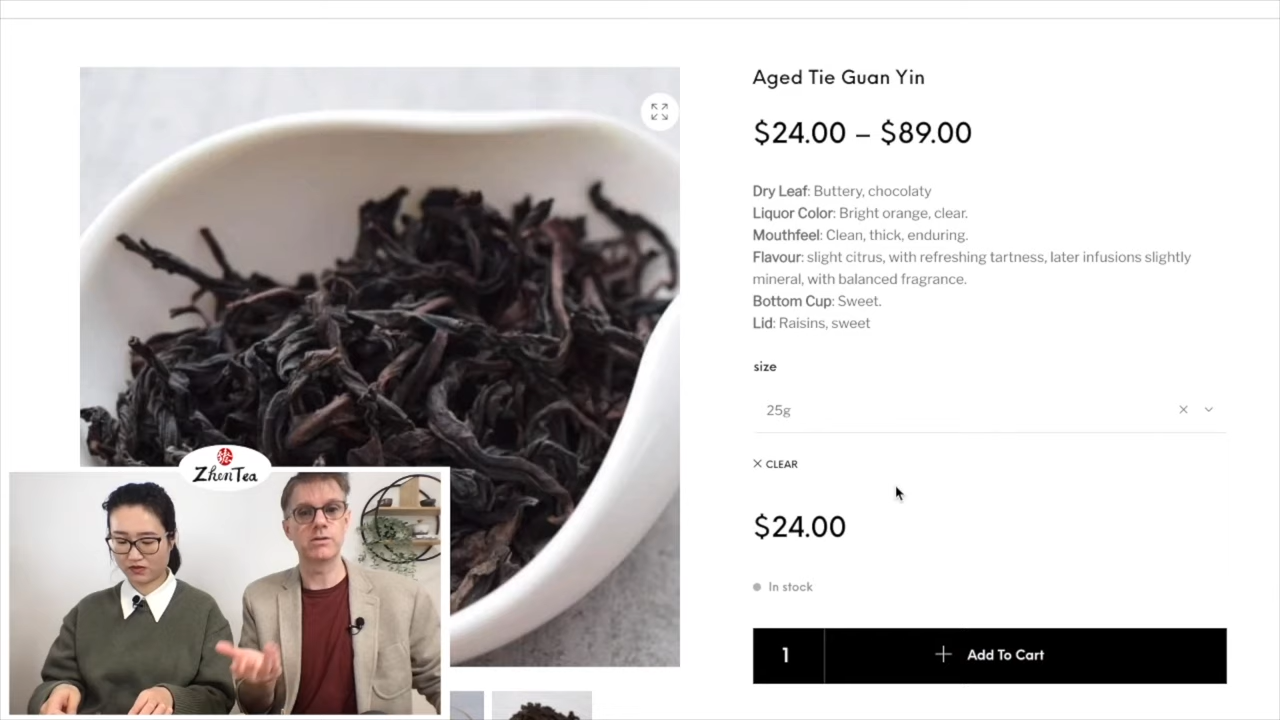 Aged Tie Guan Yin
$24.00 – $89.00
Dry Leaf: Buttery, chocolaty
Liquor Color: Bright orange, clear.
Mouthfeel: Clean, thick, enduring.
Flavour: slight citrus, with refreshing tartness, later infusions slightly
mineral, with balanced fragrance.
Bottom Cup: Sweet.
Lid: Raisins, sweet
size
25g
CLEAR
$24.00
In stock
1
Add To Cart
ZhenTea